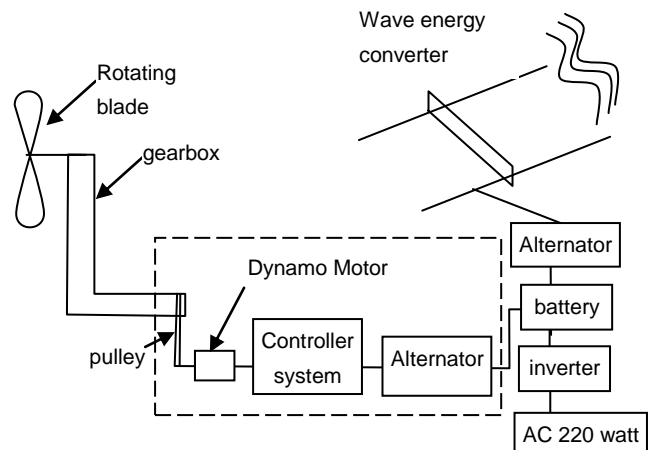 Wave energy
converter
Rotating
blade
gearbox
Alternator
Dynamo Motor
battery
pulley
Controller
system
Alternator
inverter
AC 220 watt